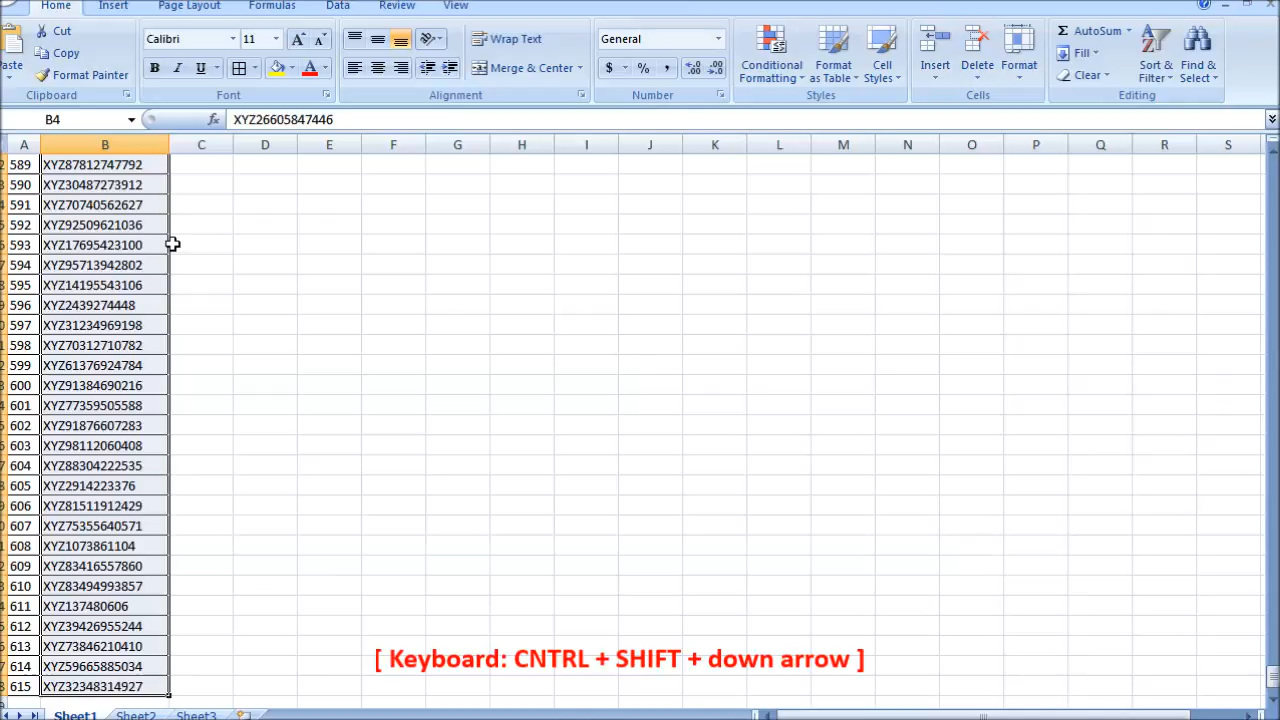 Home Insert Page Layout Formulas Data Review View
Cut Calibri 11 Wrap Text General AutoSum
Copy Fill
Paste Format Painter Merge & Center $ % , Conditional Formatting Format as Table Cell Styles Insert Delete Format Clear Sort & Filter Find & Select
Clipboard Font Alignment Number Styles Cells Editing
B4 fx XYZ26605847446
A B C D E F G H I J K L M N O P Q R S
589 XYZ87812747792
590 XYZ30487273912
591 XYZ70740562627
592 XYZ92509621036
593 XYZ17695423100
594 XYZ95713942802
595 XYZ14195543106
596 XYZ2439274448
597 XYZ31234969198
598 XYZ70312710782
599 XYZ61376924784
600 XYZ91384690216
601 XYZ77359505588
602 XYZ91876607283
603 XYZ98112060408
604 XYZ88304222535
605 XYZ2914223376
606 XYZ81511912429
607 XYZ75355640571
608 XYZ1073861104
609 XYZ83416557860
610 XYZ83494993857
611 XYZ137480606
612 XYZ39426955244
613 XYZ73846210410
614 XYZ59665885034
615 XYZ32348314927
[ Keyboard: CNTRL + SHIFT + down arrow ]
Sheet1 Sheet2 Sheet3